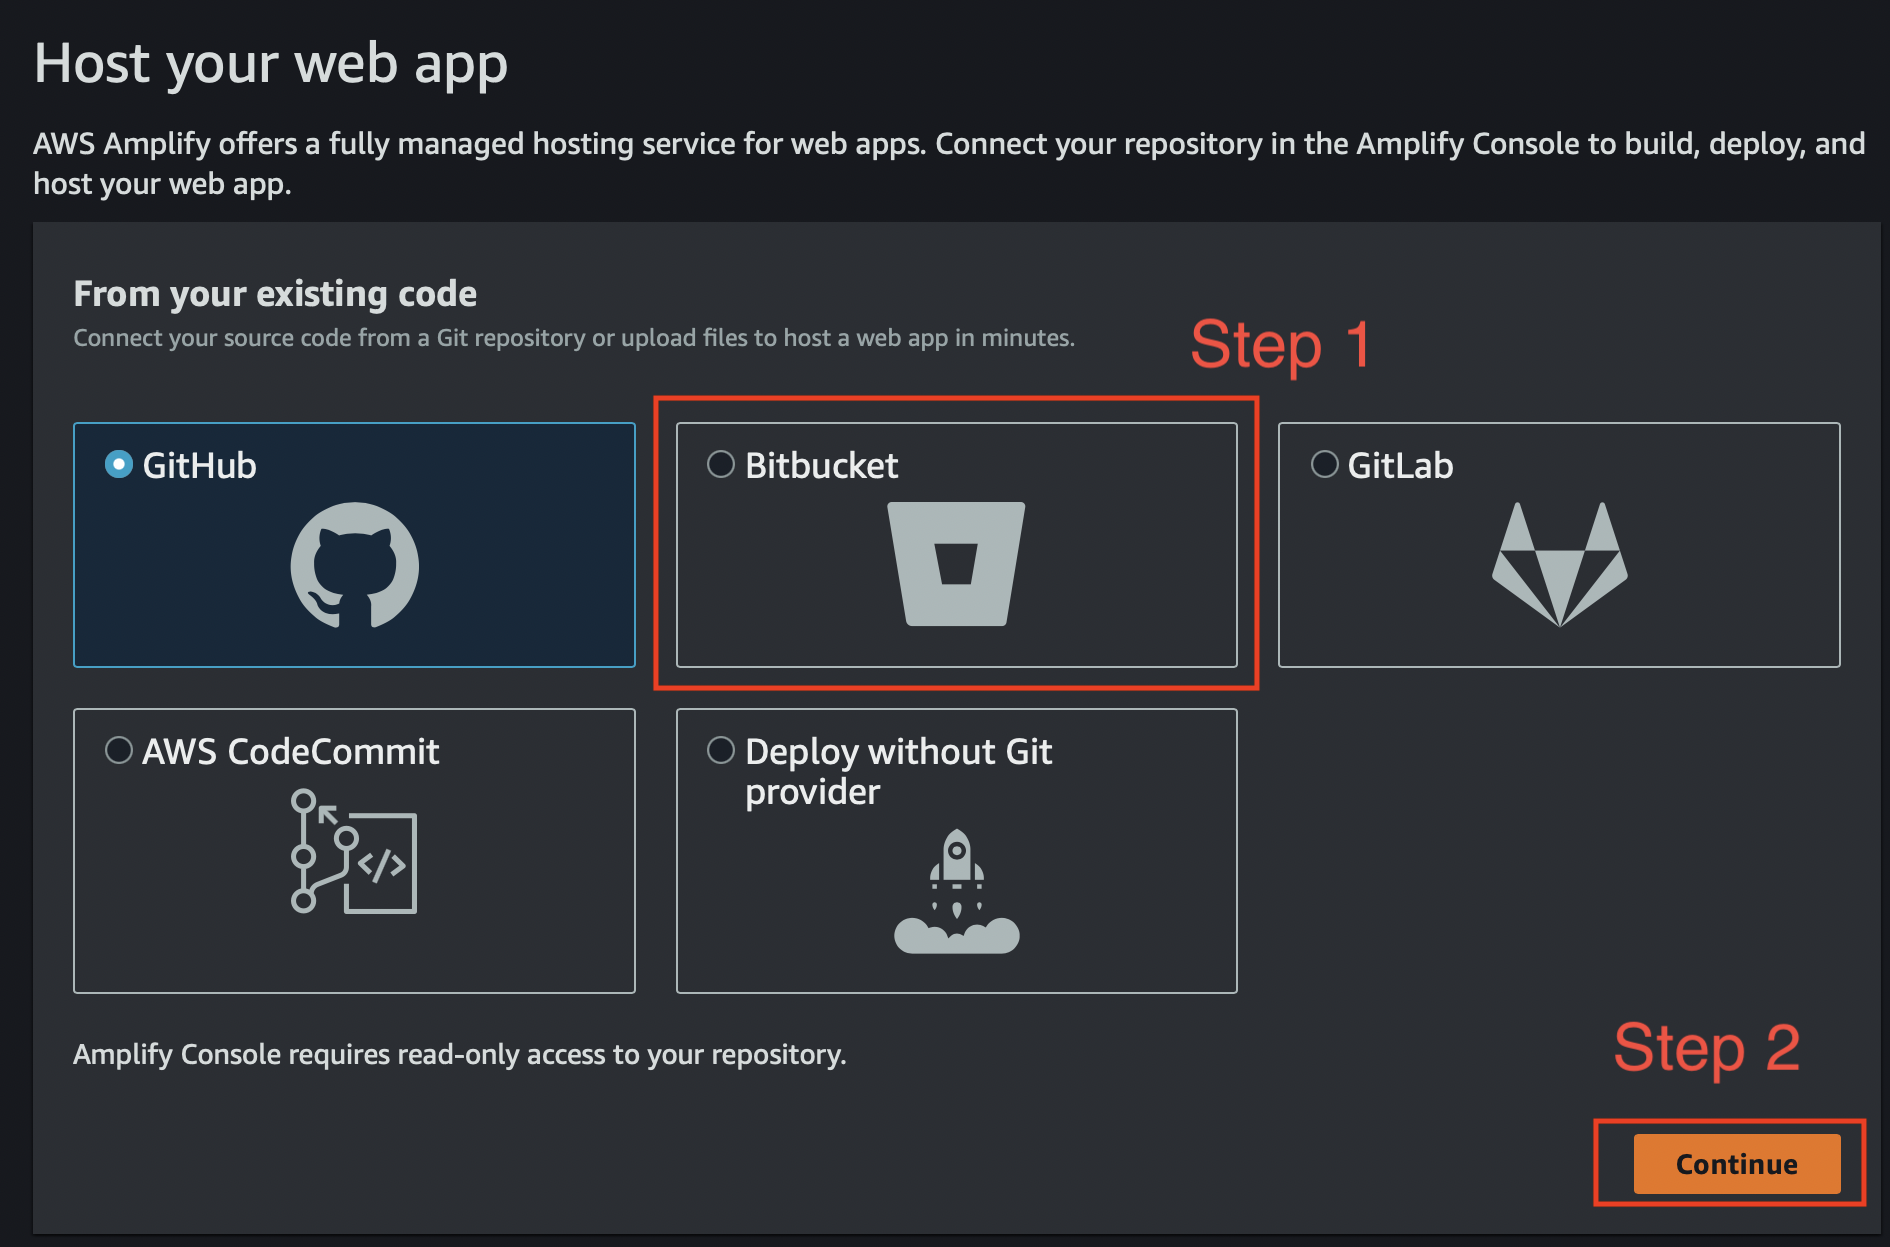 Host your web app
AWS Amplify offers a fully managed hosting service for web apps. Connect your repository in the Amplify Console to build, deploy, and
host your web app.
From your existing code
Connect your source code from a Git repository or upload files to host a web app in minutes.
Step 1
GitHub
Bitbucket
GitLab
AWS CodeCommit
Deploy without Git
provider
</>
Amplify Console requires read-only access to your repository.
Step 2
Continue